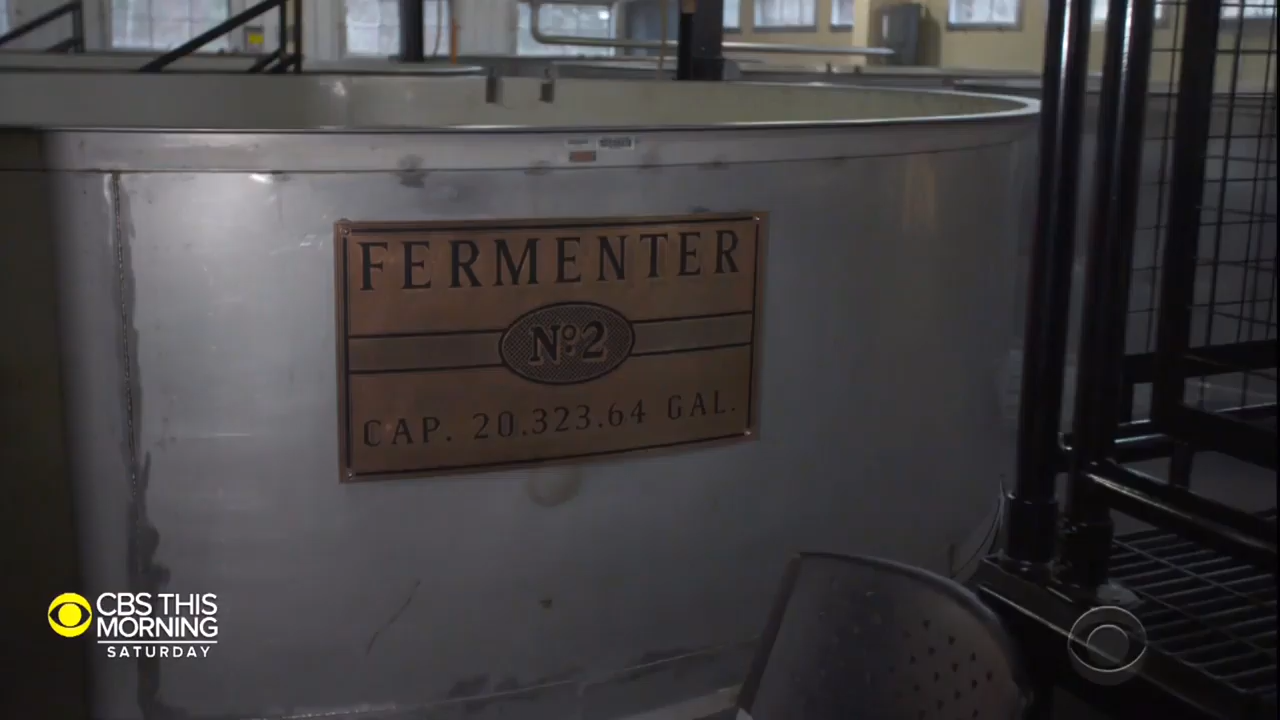 FERMENTER
Nº2
CAP. 20.323.64 GAL.
CBS THIS
MORNING
SATURDAY